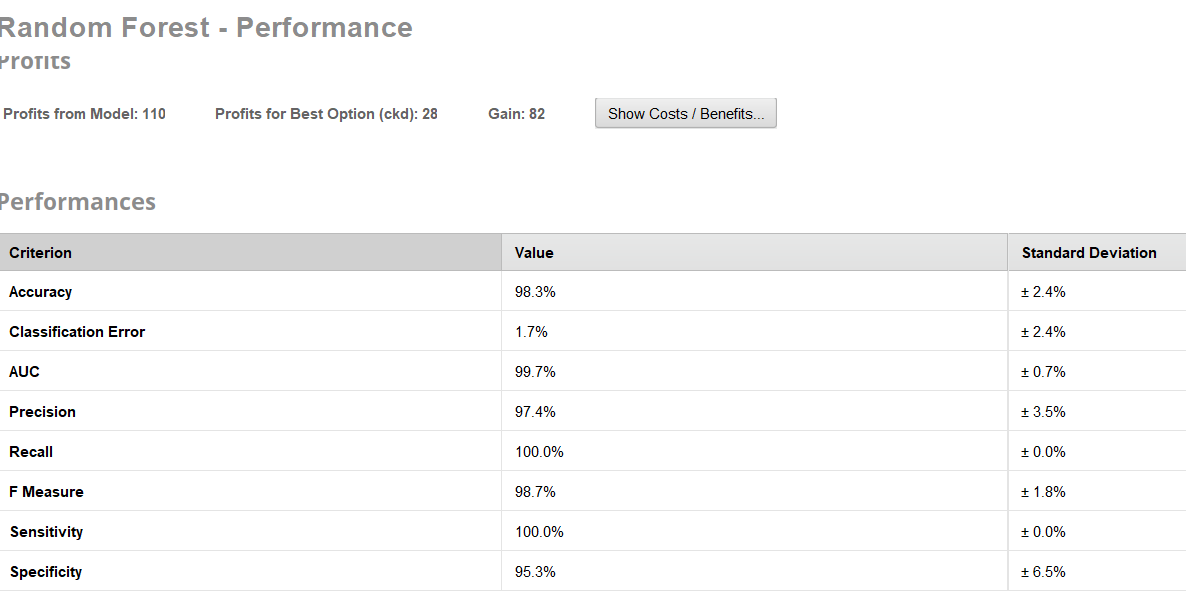 Random Forest - Performance
Profits
Profits from Model: 110 Profits for Best Option (ckd): 28 Gain: 82 Show Costs / Benefits...
Performances
Criterion Value Standard Deviation
Accuracy 98.3% ± 2.4%
Classification Error 1.7% ± 2.4%
AUC 99.7% ± 0.7%
Precision 97.4% ± 3.5%
Recall 100.0% ± 0.0%
F Measure 98.7% ± 1.8%
Sensitivity 100.0% ± 0.0%
Specificity 95.3% ± 6.5%